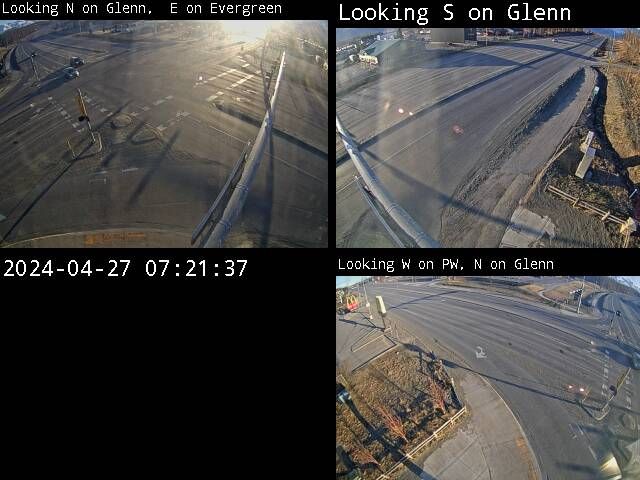 Looking N on Glenn,  E on Evergreen
Looking S on Glenn
2024-04-27 07:21:37
Looking W on PW, N on Glenn